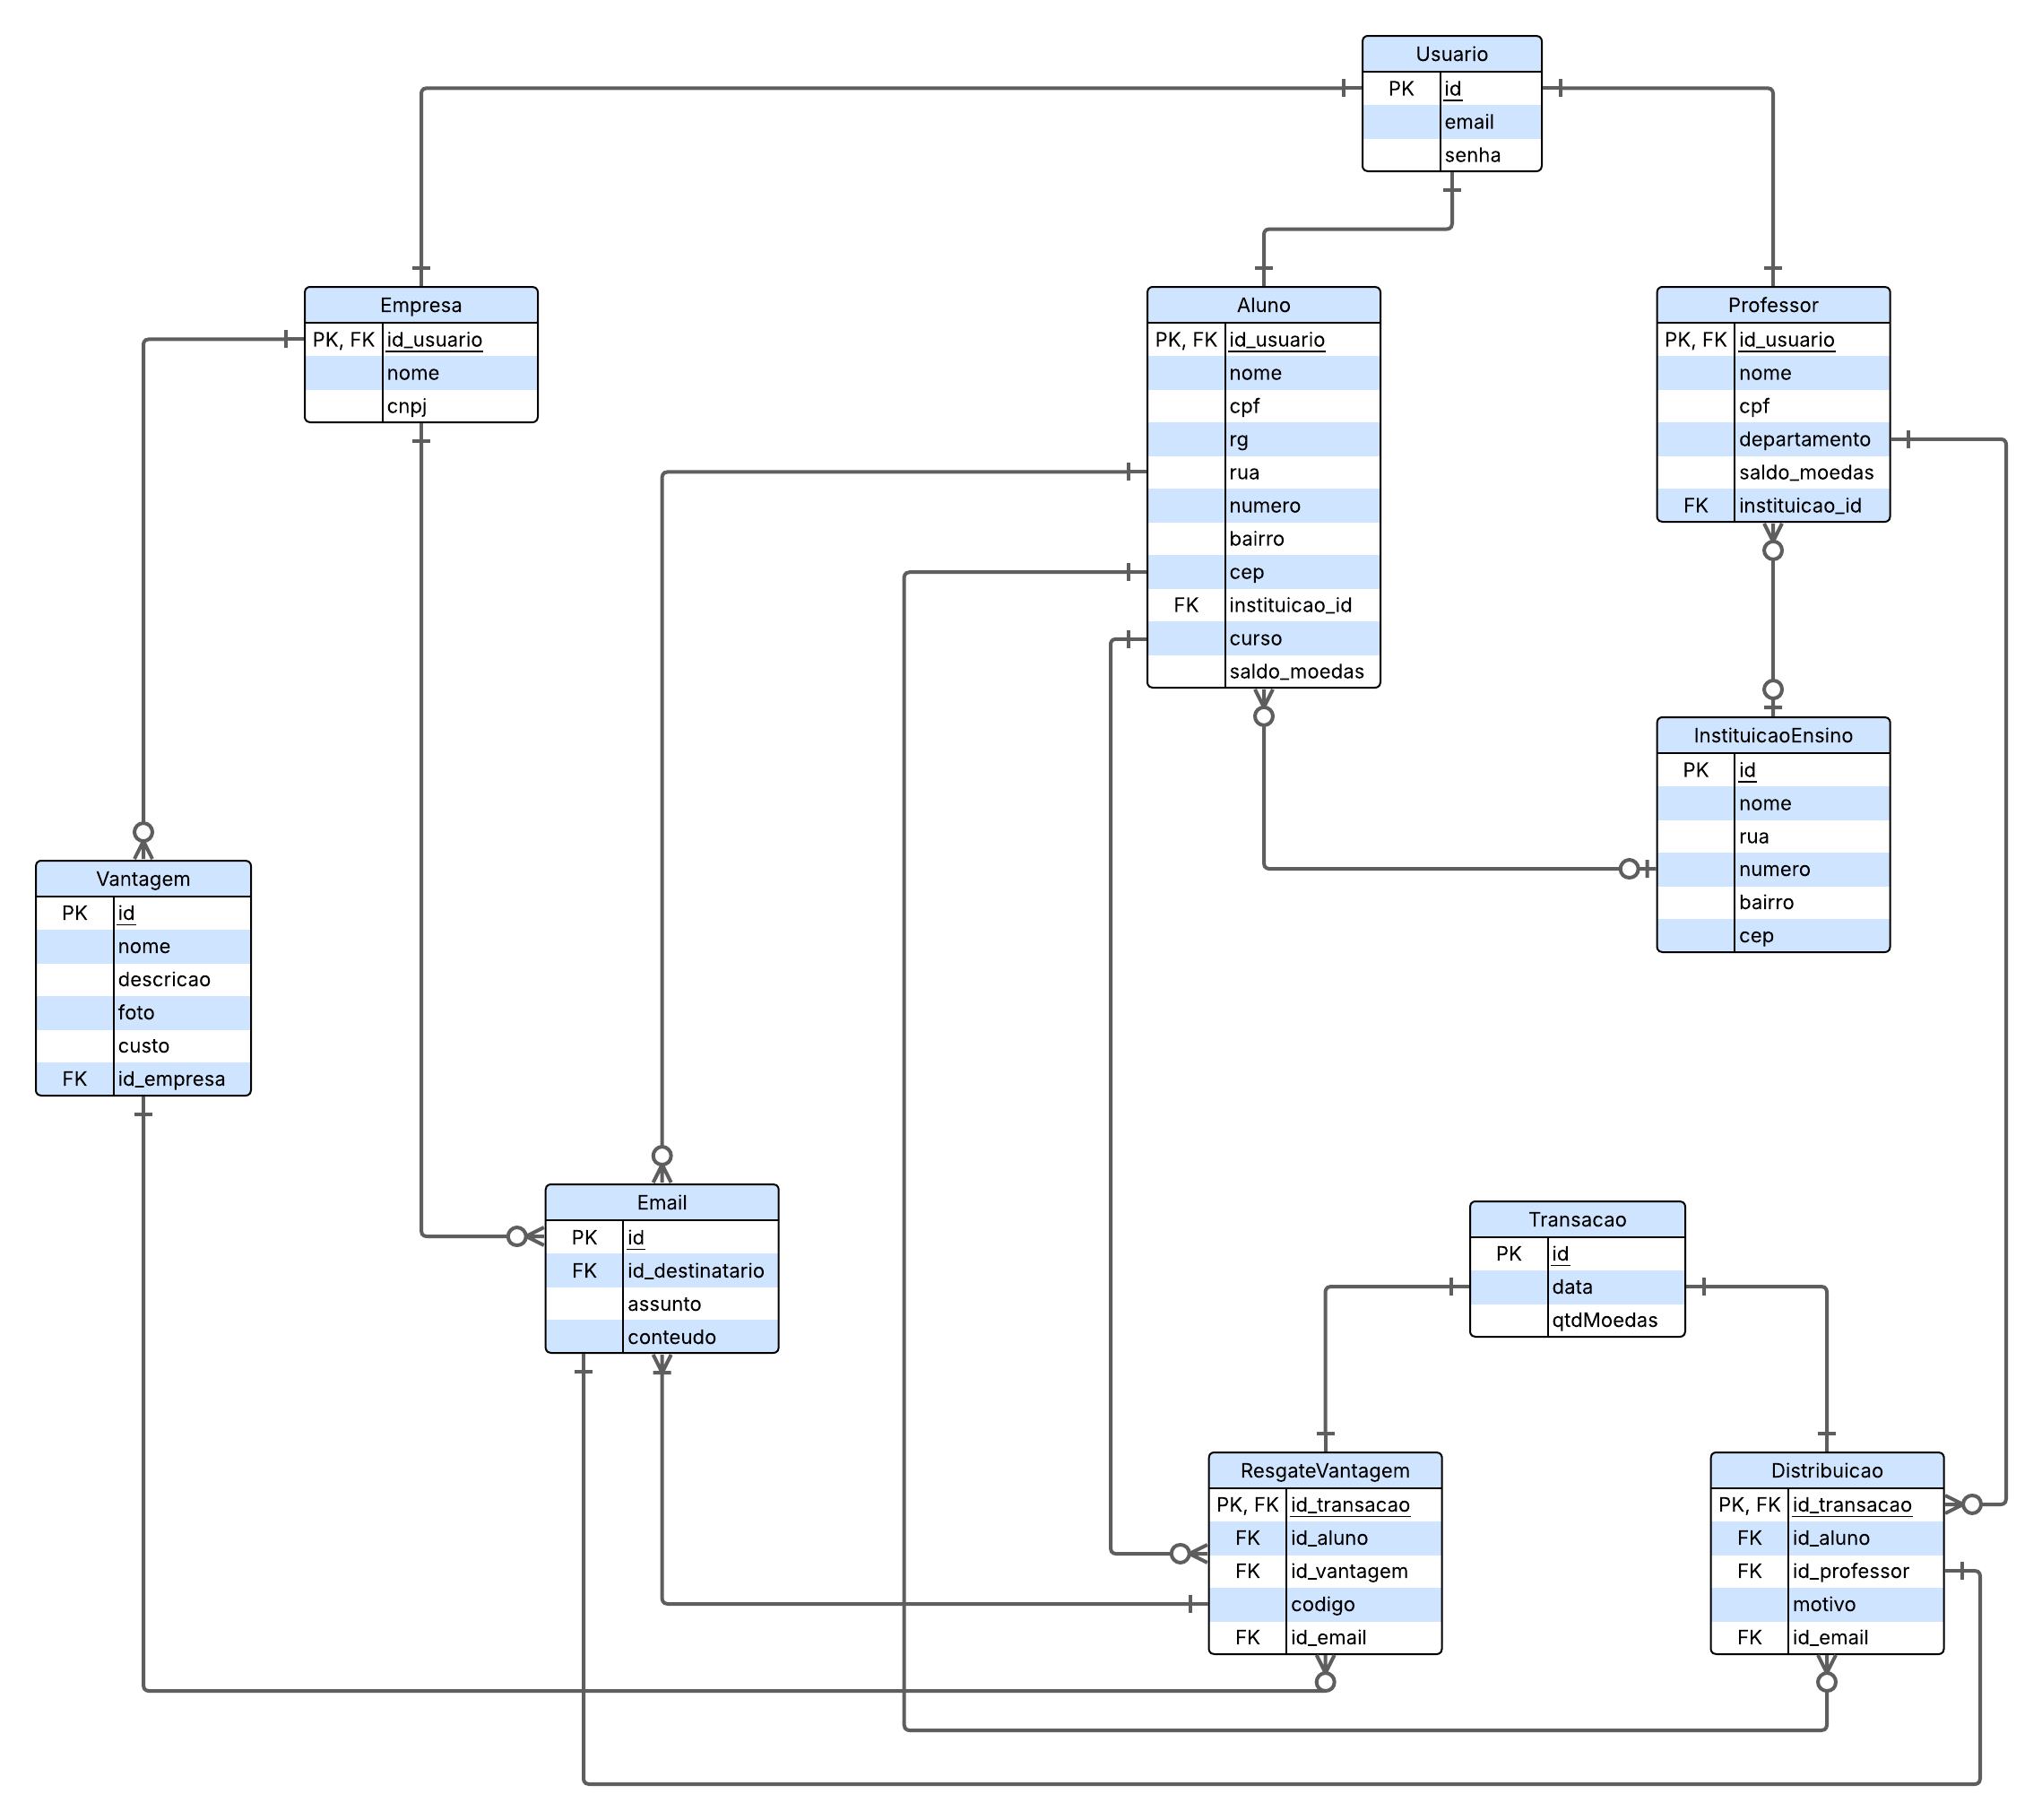 Usuario
PK id
email
senha
Empresa
PK, FK id_usuario
nome
cnpj
Aluno
PK, FK id_usuario
nome
cpf
rg
rua
numero
bairro
cep
FK instituicao_id
curso
saldo_moedas
Professor
PK, FK id_usuario
nome
cpf
departamento
saldo_moedas
FK instituicao_id
InstituicaoEnsino
PK id
nome
rua
numero
bairro
cep
Vantagem
PK id
nome
descricao
foto
custo
FK id_empresa
Email
PK id
FK id_destinatario
assunto
conteudo
Transacao
PK id
data
qtdMoedas
ResgateVantagem
PK, FK id_transacao
FK id_aluno
FK id_vantagem
codigo
FK id_email
Distribuicao
PK, FK id_transacao
FK id_aluno
FK id_professor
motivo
FK id_email